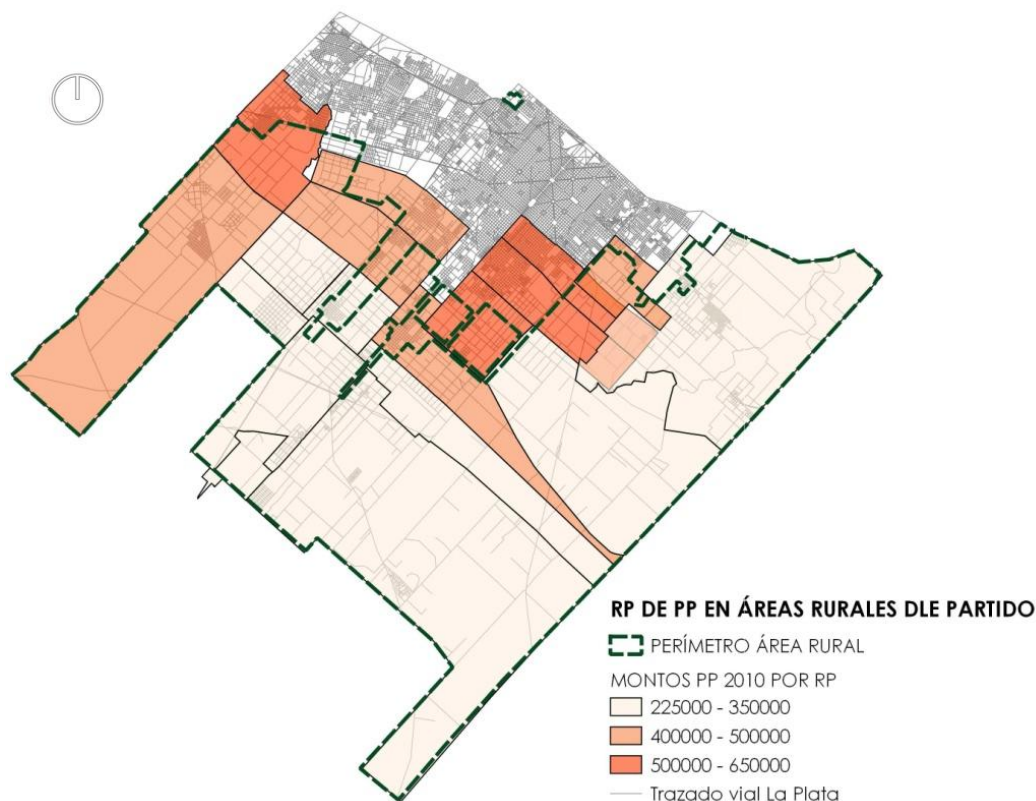 RP DE PP EN ÁREAS RURALES DLE PARTIDO
PERÍMETRO ÁREA RURAL
MONTOS PP 2010 POR RP
225000 - 350000
400000 - 500000
500000 - 650000
Trazado vial La Plata